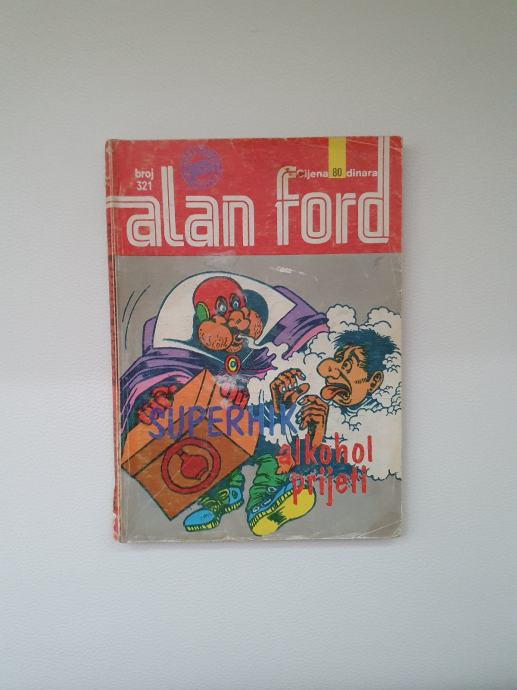 broj
321
Cijena 80 dinara
alan ford
SUPERHIK
alkohol
prijeti